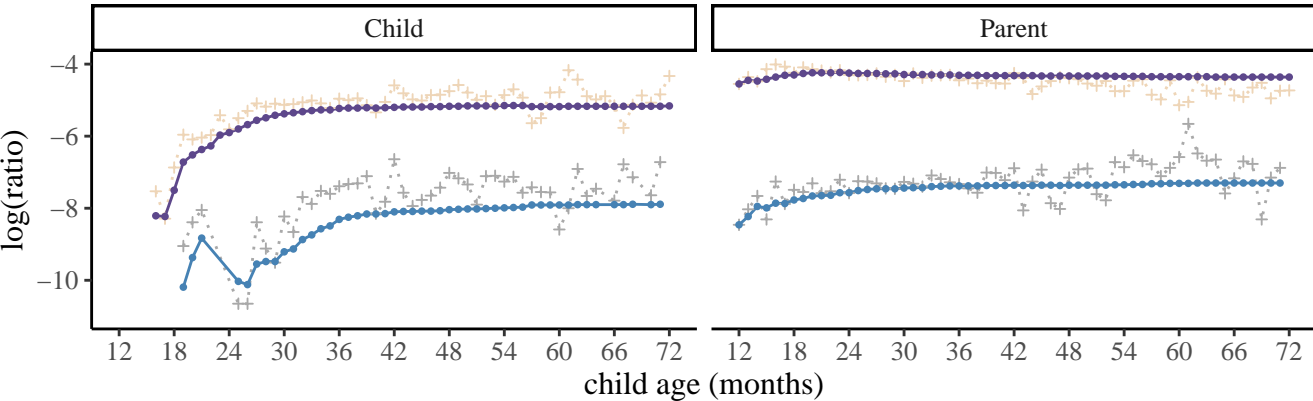 Child Parent
log(ratio)
−4
−6
−8
−10
12 18 24 30 36 42 48 54 60 66 72 12 18 24 30 36 42 48 54 60 66 72
child age (months)